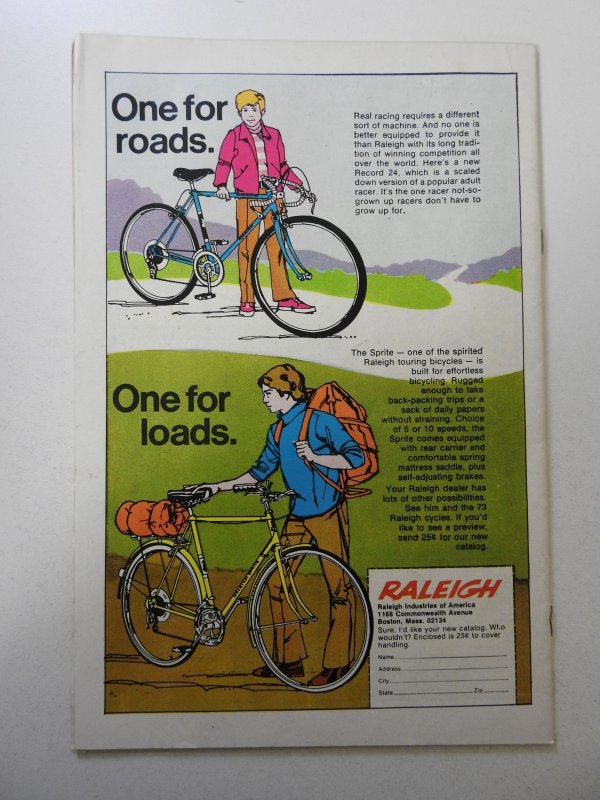 One for
roads.
Real racing requires a different
sort of machine. And no one is
better equipped to provide it
than Raleigh with its long tradi-
tion of winning competition all
over the world. Here's a new
Record 24, which is a scaled
down version of a popular adult
racer. It's the one racer not-so-
grown up racers don't have to
grow up for.
The Sprite — one of the spirited
Raleigh touring bicycles — is
built for effortless
bicycling. Rugged
enough to take
back-packing trips or a
sack of daily papers
without straining. Choice
of 5 or 10 speeds, the
Sprite comes equipped
with rear carrier and
comfortable spring
mattress saddle, plus
self-adjusting brakes.
Your Raleigh dealer has
lots of other possibilities.
See him and the 73
Raleigh cycles. If you'd
like to see a preview,
send 25¢ for our new
catalog.
One for
loads.
RALEIGH
Raleigh Industries of America
1168 Commonwealth Avenue
Boston, Mass. 02134
Sure, I'd like your new catalog. Who
wouldn't? Enclosed is 25¢ to cover
handling.
Name
Address
City
State Zip